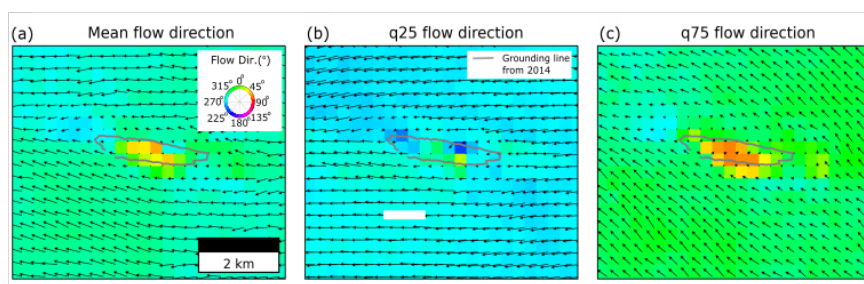 (a) Mean flow direction
Flow Dir.(°)
315° 0° 45°
270° 90°
225° 180° 135°
2 km
(b) q25 flow direction
Grounding line
from 2014
(c) q75 flow direction